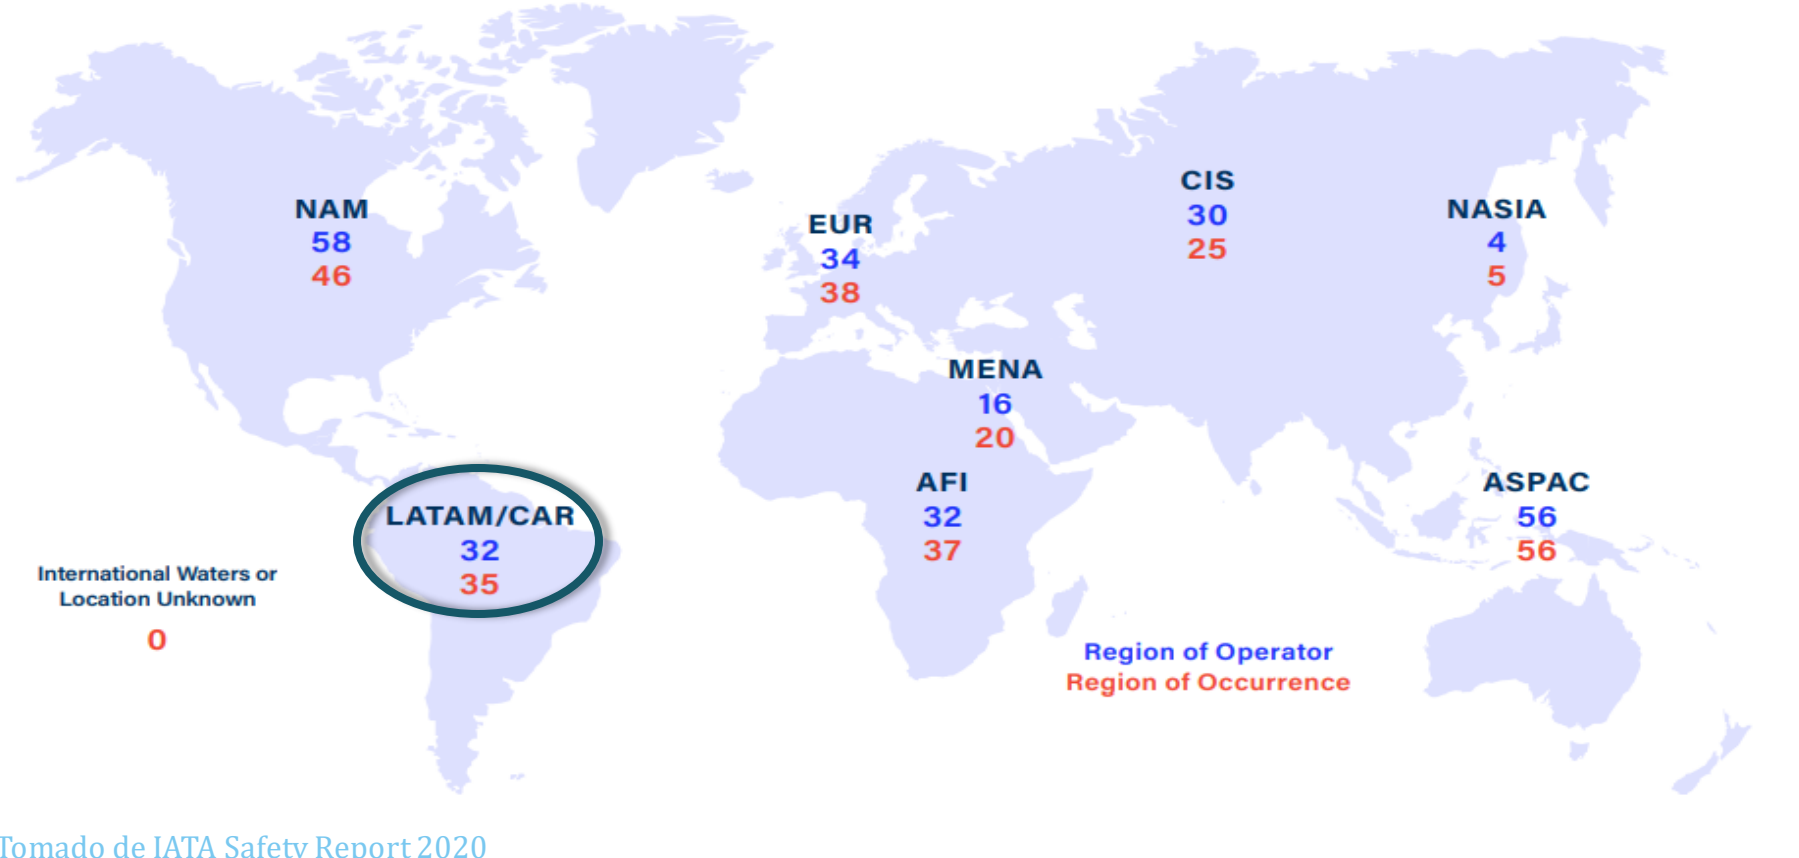 NAM
58
46
EUR
34
38
CIS
30
25
NASIA
4
5
MENA
16
20
AFI
32
37
ASPAC
56
56
LATAM/CAR
32
35
International Waters or
Location Unknown
0
Region of Operator
Region of Occurrence
Tomado de IATA Safety Report 2020